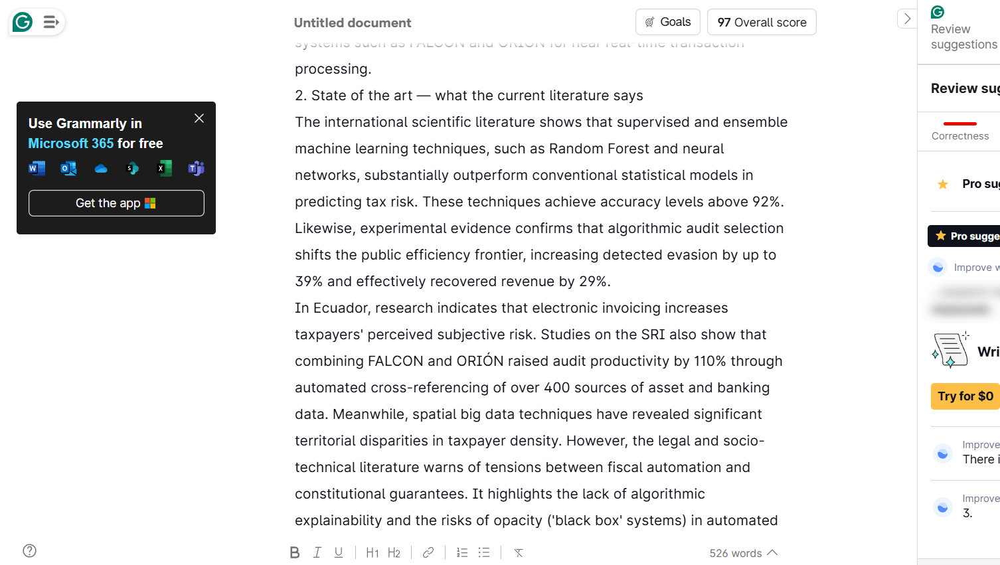 Untitled document
Goals
97 Overall score
Review
suggestions
systems such as FALCON and ORION for near real-time transaction
processing.
2. State of the art — what the current literature says
The international scientific literature shows that supervised and ensemble
machine learning techniques, such as Random Forest and neural
networks, substantially outperform conventional statistical models in
predicting tax risk. These techniques achieve accuracy levels above 92%.
Likewise, experimental evidence confirms that algorithmic audit selection
shifts the public efficiency frontier, increasing detected evasion by up to
39% and effectively recovered revenue by 29%.
In Ecuador, research indicates that electronic invoicing increases
taxpayers' perceived subjective risk. Studies on the SRI also show that
combining FALCON and ORIÓN raised audit productivity by 110% through
automated cross-referencing of over 400 sources of asset and banking
data. Meanwhile, spatial big data techniques have revealed significant
territorial disparities in taxpayer density. However, the legal and socio-
technical literature warns of tensions between fiscal automation and
constitutional guarantees. It highlights the lack of algorithmic
explainability and the risks of opacity ('black box' systems) in automated
Use Grammarly in
Microsoft 365 for free
Get the app
Review sug
Correctness
Pro sug
Pro sugge
Improve w
Wri
Try for $0
Improve
There i
Improve
3.
B I U H1 H2
526 words